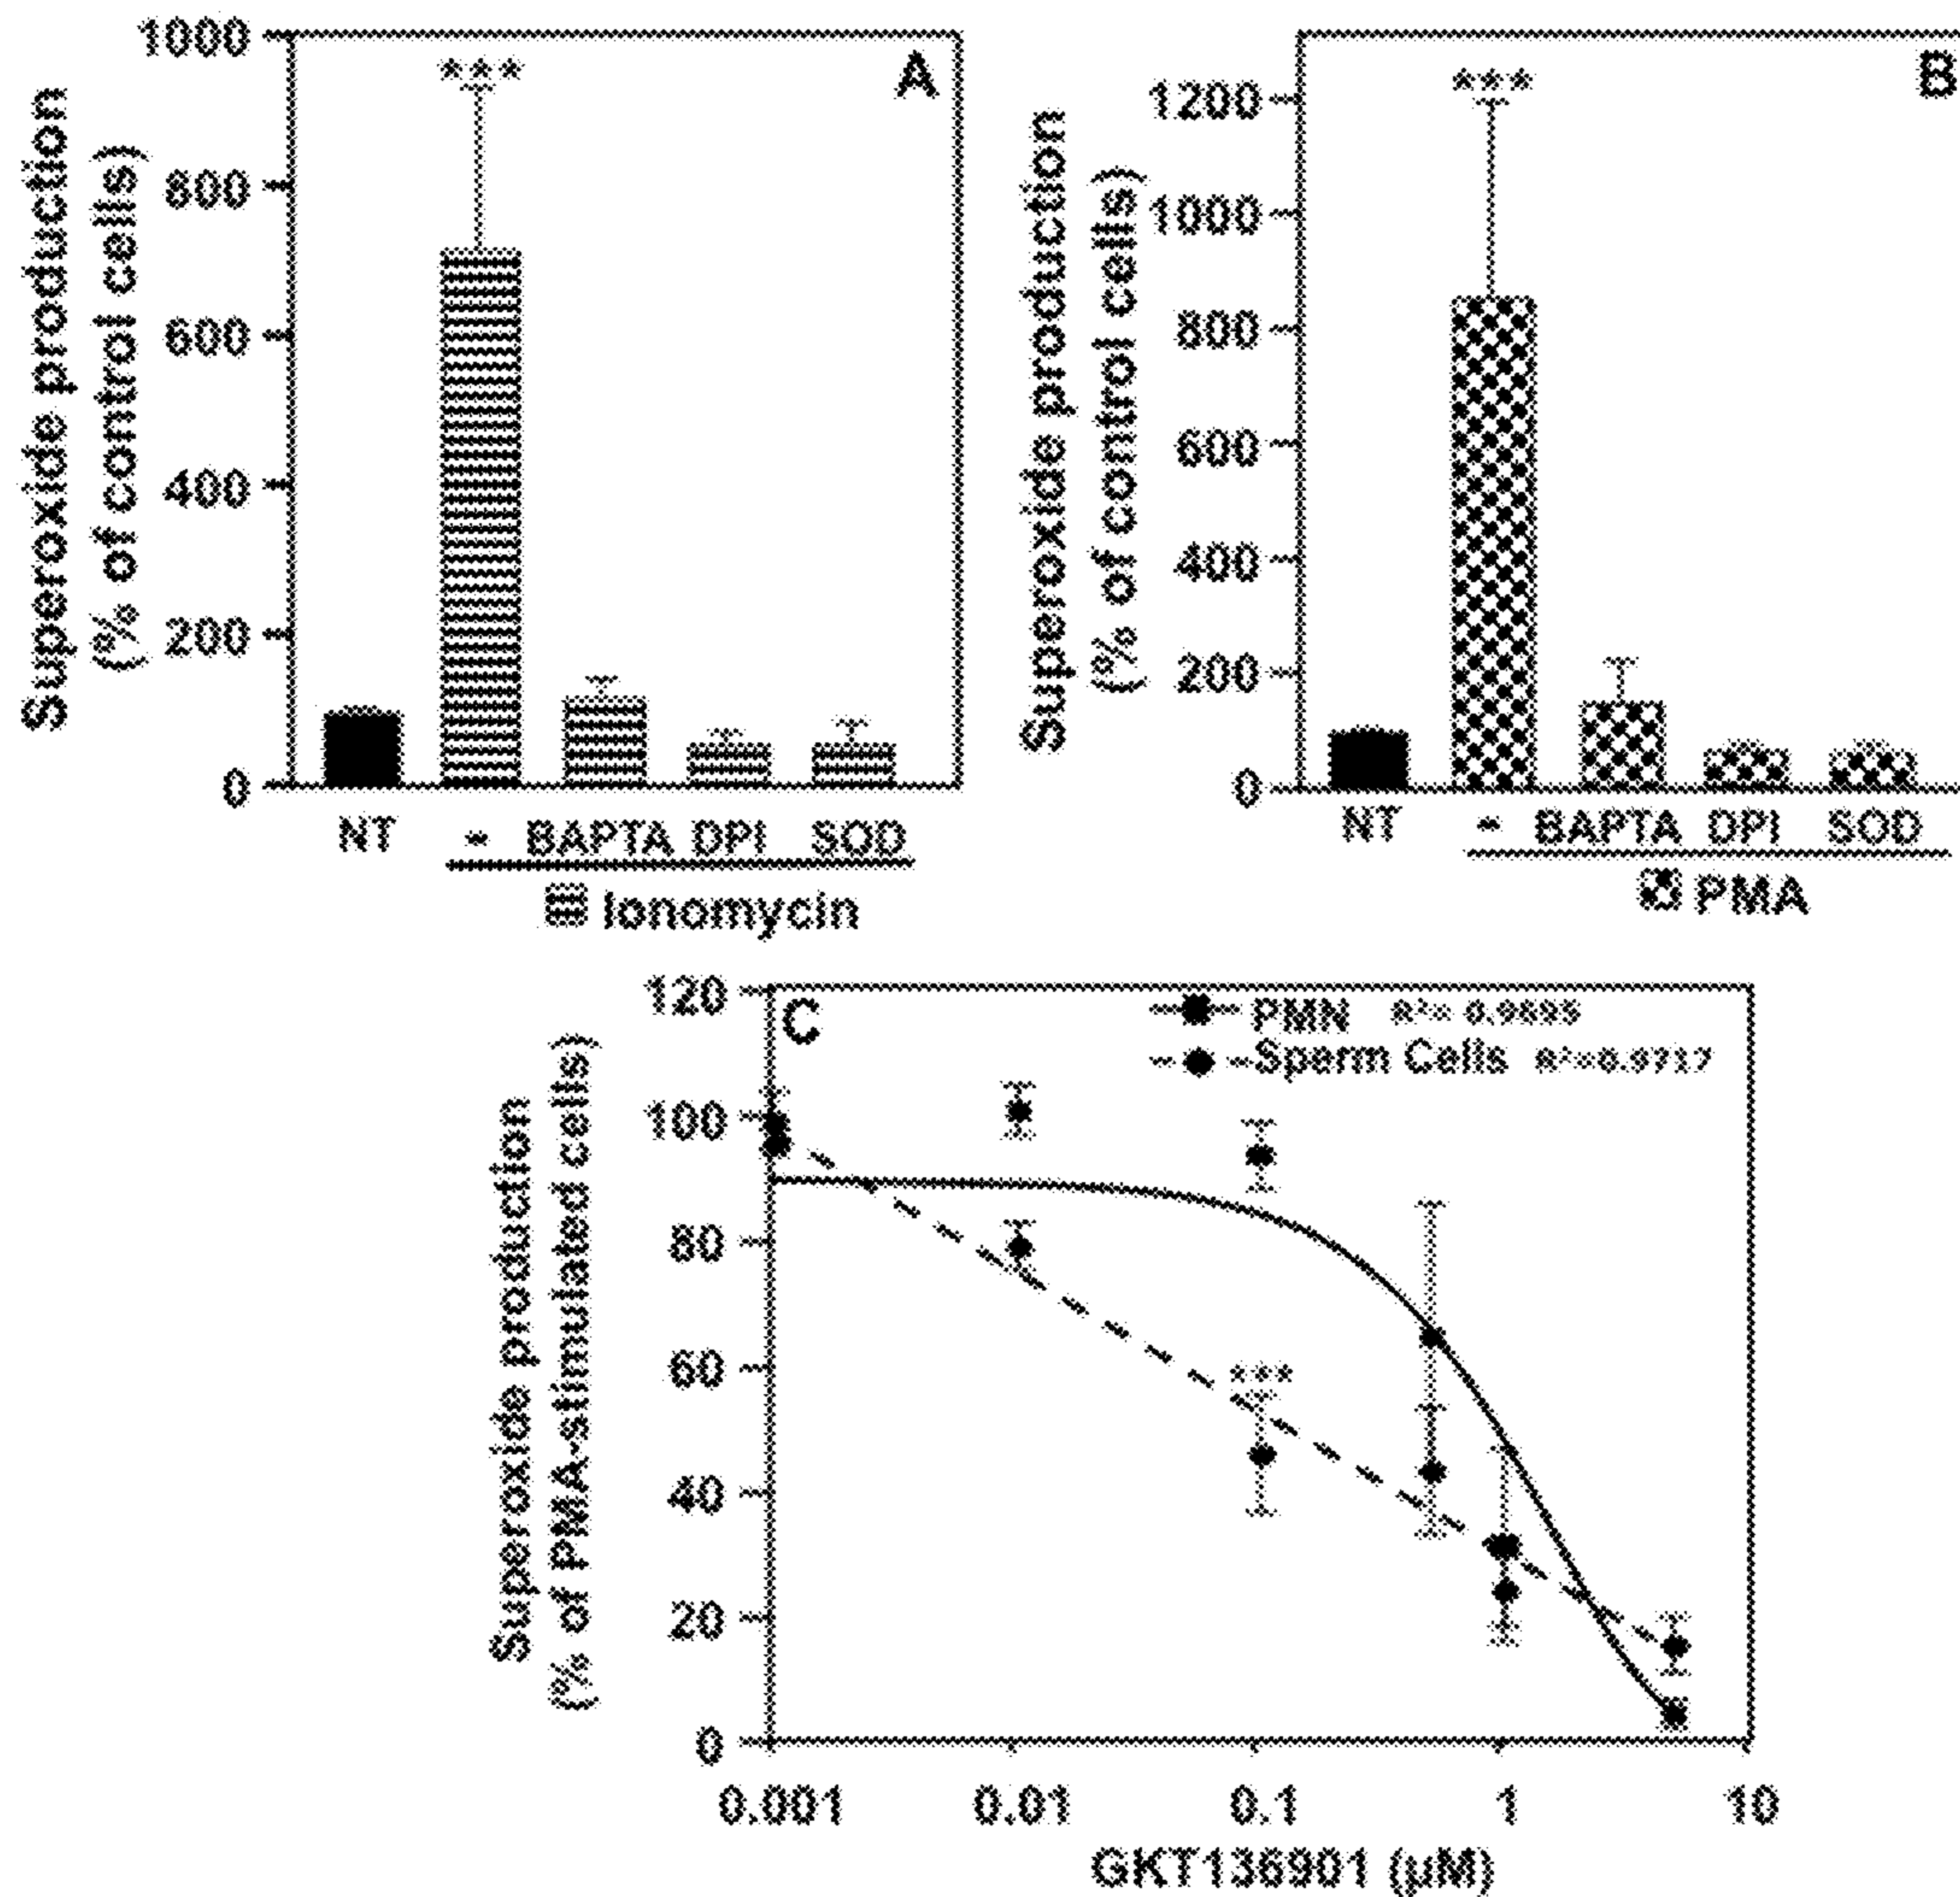 A
Superoxide production
(% of control cells)
1000
800
600
400
200
0
***
NT - BAPTA DPI SOD
Ionomycin
B
Superoxide production
(% of control cells)
1200
1000
800
600
400
200
0
***
NT - BAPTA DPI SOD
PMA
C
Superoxide production
(% of PMA-stimulated cells)
120
100
80
60
40
20
0
PMN R²=
Sperm Cells R²=
***
0.001 0.01 0.1 1 10
GKT136901 (µM)